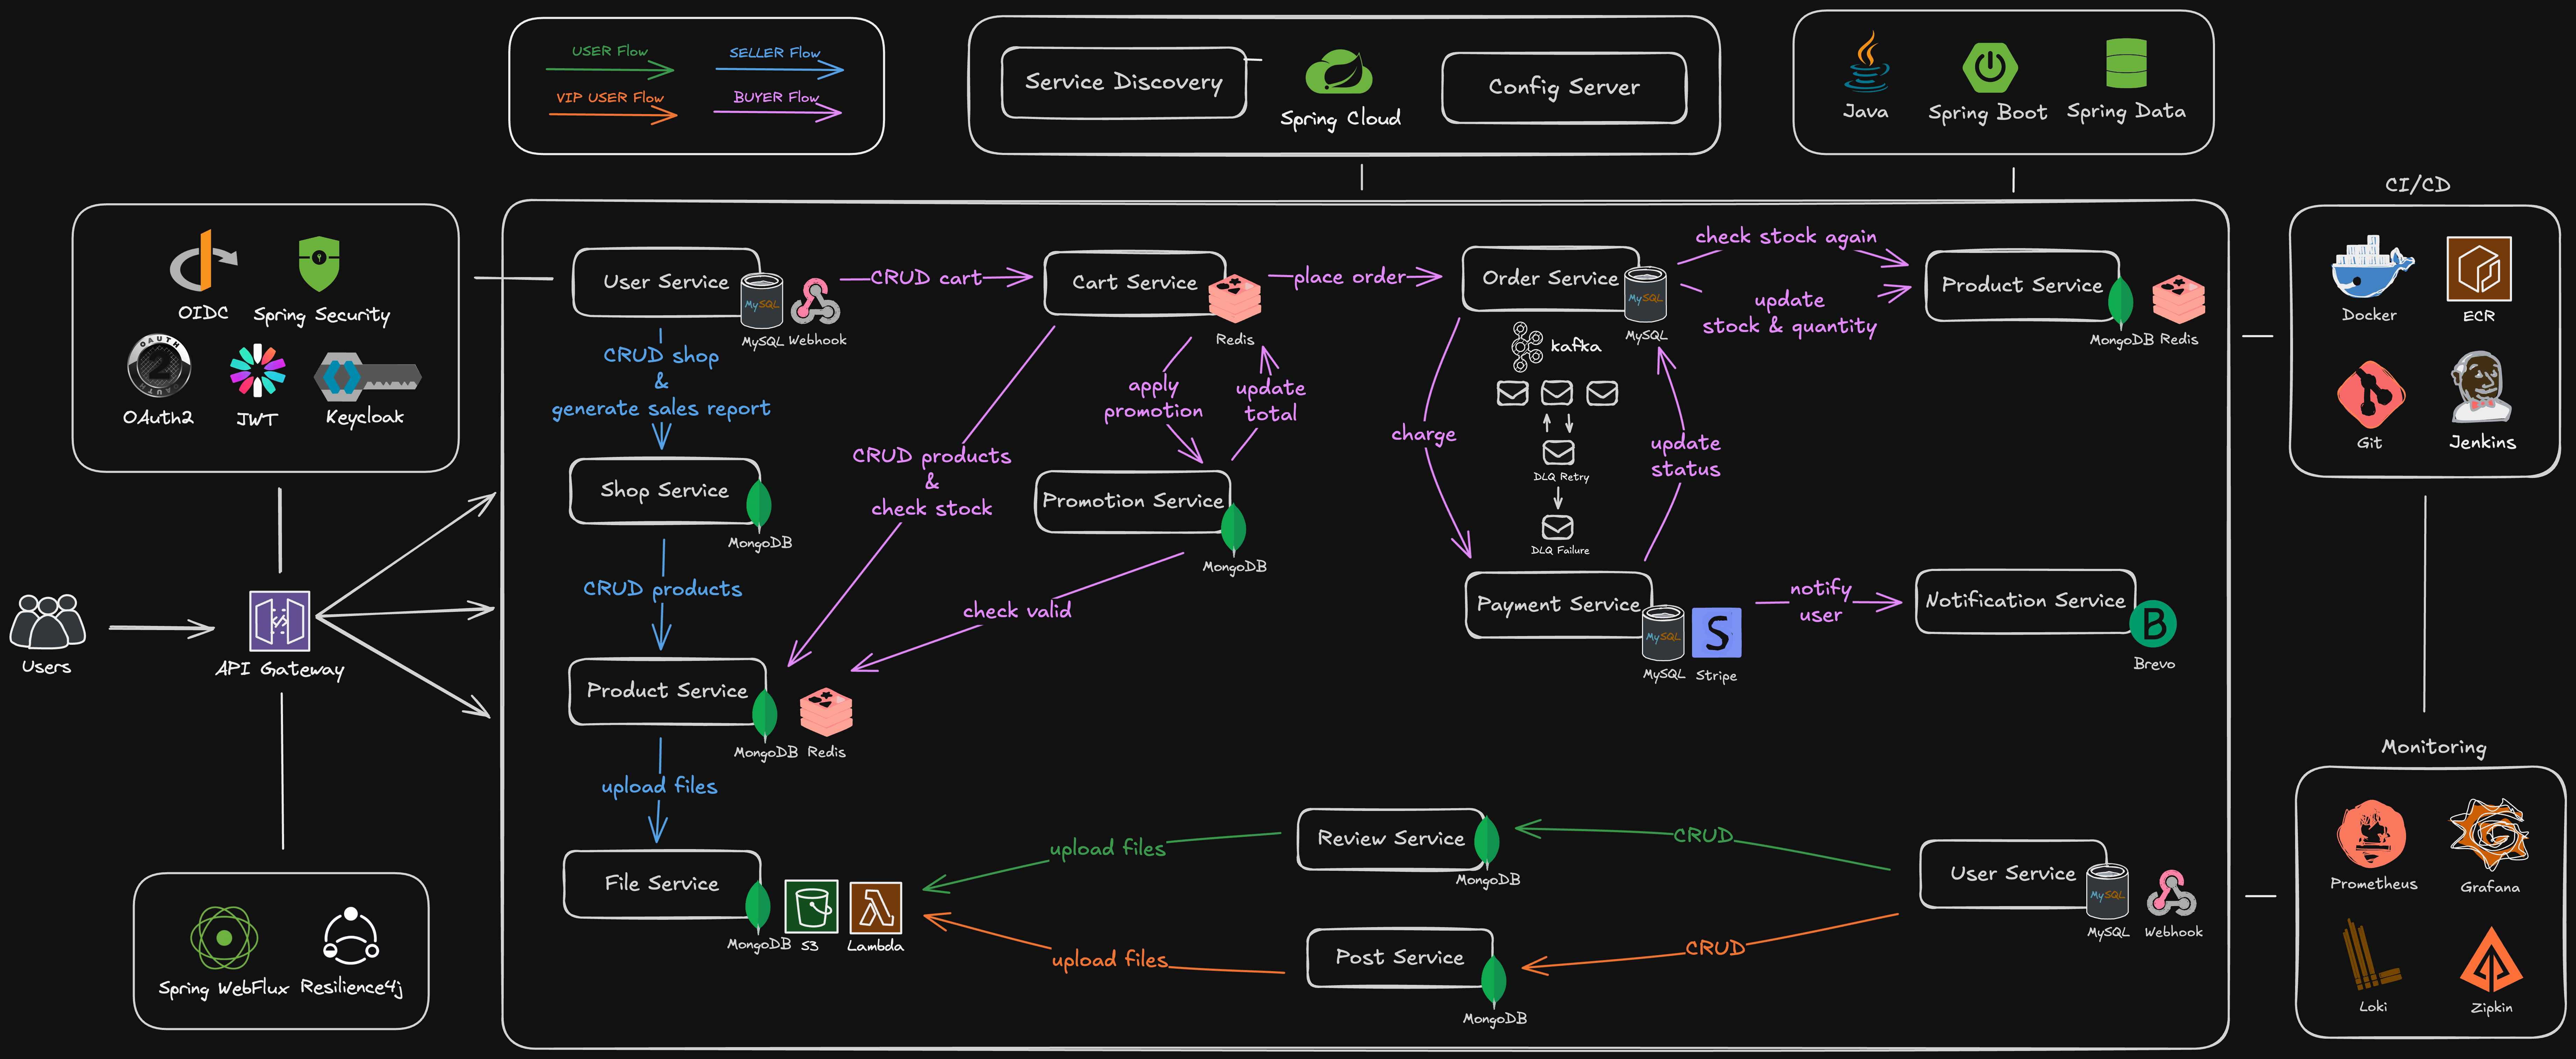 USER Flow
SELLER Flow
VIP USER Flow
BUYER Flow
Service Discovery
Spring Cloud
Config Server
Java
Spring Boot
Spring Data
OIDC
Spring Security
OAUTH
2
OAuth2
JWT
Keycloak
Users
API Gateway
Spring WebFlux
Resilience4j
User Service
MySQL
MySQL
Webhook
CRUD cart
Cart Service
Redis
place order
Order Service
MySQL
MySQL
check stock again
update
stock & quantity
Product Service
MongoDB
Redis
CRUD shop
&
generate sales report
Shop Service
MongoDB
CRUD products
&
check stock
apply
promotion
update
total
Promotion Service
MongoDB
check valid
kafka
DLQ Retry
DLQ Failure
charge
update
status
Payment Service
MySQL
MySQL
S
Stripe
notify
user
Notification Service
B
Brevo
CRUD products
Product Service
MongoDB
Redis
upload files
File Service
MongoDB
S3
Lambda
upload files
Review Service
MongoDB
CRUD
User Service
MySQL
MySQL
Webhook
upload files
Post Service
MongoDB
CRUD
CI/CD
Docker
ECR
Git
Jenkins
Monitoring
Prometheus
Grafana
Loki
Zipkin